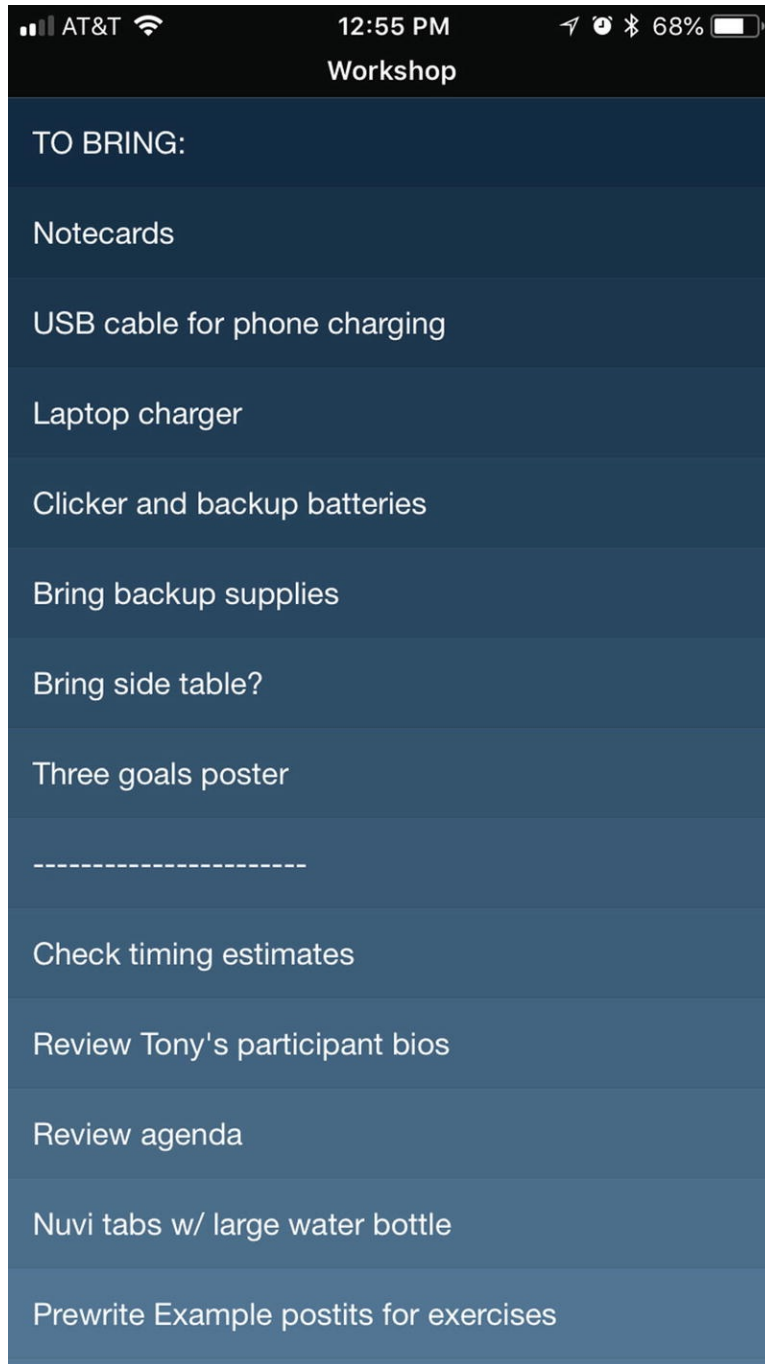 AT&T 12:55 PM 68%
Workshop
TO BRING:
Notecards
USB cable for phone charging
Laptop charger
Clicker and backup batteries
Bring backup supplies
Bring side table?
Three goals poster
-----------------------
Check timing estimates
Review Tony's participant bios
Review agenda
Nuvi tabs w/ large water bottle
Prewrite Example postits for exercises